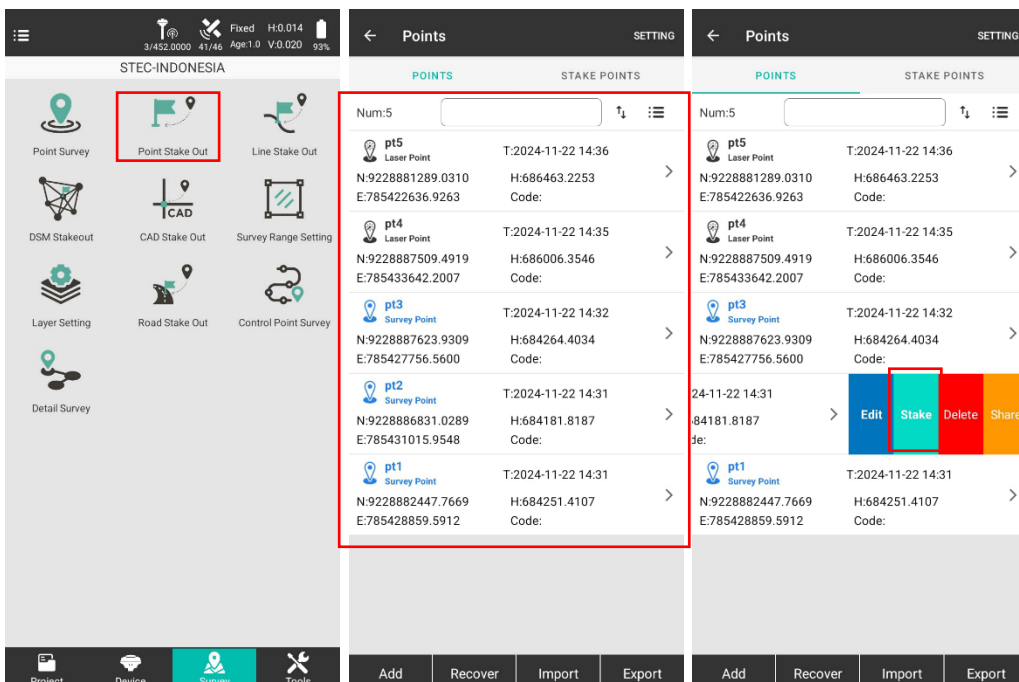 Fixed H:0.014
3/452.0000 41/46 Age:1.0 V:0.020 93%
STEC-INDONESIA
Point Survey
Point Stake Out
Line Stake Out
DSM Stakeout
CAD
CAD Stake Out
Survey Range Setting
Layer Setting
Road Stake Out
Control Point Survey
Detail Survey
Project
Device
Survey
Tools
Points SETTING
POINTS STAKE POINTS
Num:5
pt5
Laser Point
T:2024-11-22 14:36
N:9228881289.0310 H:686463.2253
E:785422636.9263 Code:
pt4
Laser Point
T:2024-11-22 14:35
N:9228887509.4919 H:686006.3546
E:785433642.2007 Code:
pt3
Survey Point
T:2024-11-22 14:32
N:9228887623.9309 H:684264.4034
E:785427756.5600 Code:
pt2
Survey Point
T:2024-11-22 14:31
N:9228886831.0289 H:684181.8187
E:785431015.9548 Code:
pt1
Survey Point
T:2024-11-22 14:31
N:9228882447.7669 H:684251.4107
E:785428859.5912 Code:
Add Recover Import Export
Points SETTING
POINTS STAKE POINTS
Num:5
pt5
Laser Point
T:2024-11-22 14:36
N:9228881289.0310 H:686463.2253
E:785422636.9263 Code:
pt4
Laser Point
T:2024-11-22 14:35
N:9228887509.4919 H:686006.3546
E:785433642.2007 Code:
pt3
Survey Point
T:2024-11-22 14:32
N:9228887623.9309 H:684264.4034
E:785427756.5600 Code:
24-11-22 14:31
84181.8187
de:
Edit Stake Delete Share
pt1
Survey Point
T:2024-11-22 14:31
N:9228882447.7669 H:684251.4107
E:785428859.5912 Code:
Add Recover Import Export